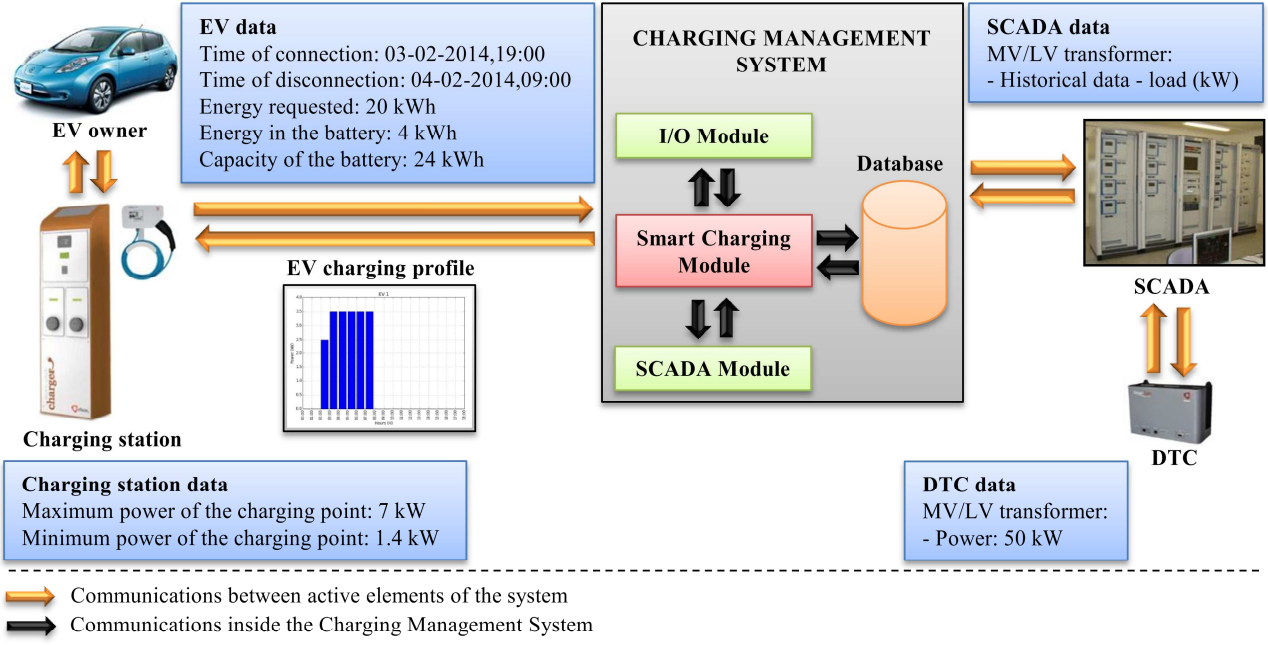 EV data
Time of connection: 03-02-2014,19:00
Time of disconnection: 04-02-2014,09:00
Energy requested: 20 kWh
Energy in the battery: 4 kWh
Capacity of the battery: 24 kWh
CHARGING MANAGEMENT
SYSTEM
SCADA data
MV/LV transformer:
- Historical data - load (kW)
EV owner
I/O Module
Database
Smart Charging
Module
SCADA Module
SCADA
EV charging profile
EV 1
Power (kW)
Hours (h)
charger
Charging station
DTC
Charging station data
Maximum power of the charging point: 7 kW
Minimum power of the charging point: 1.4 kW
DTC data
MV/LV transformer:
- Power: 50 kW
Communications between active elements of the system
Communications inside the Charging Management System